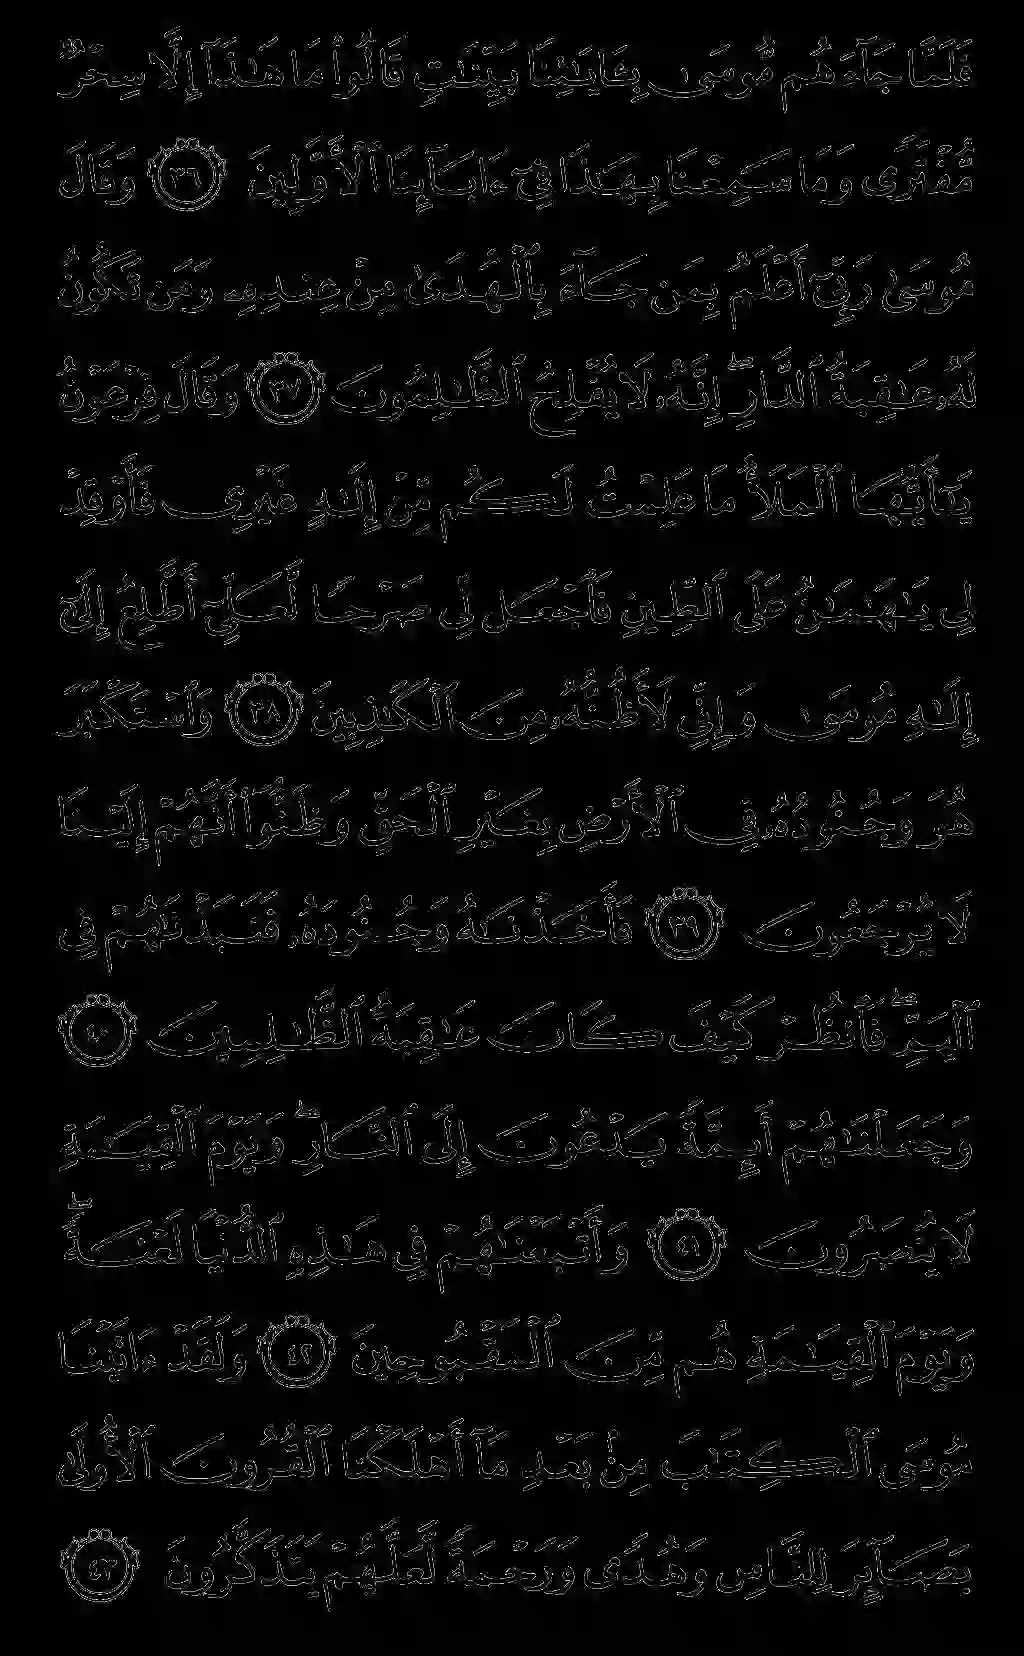 فَلَمَّا جَآءَهُم مُّوسَىٰ بِـَٔايَـٰتِنَا بَيِّنَـٰتٍ قَالُوا۟ مَا هَـٰذَآ إِلَّا سِحْرٌ
مُّفْتَرًى وَمَا سَمِعْنَا بِهَـٰذَا فِىٓ ءَابَآئِنَا ٱلْأَوَّلِينَ ٣٦ وَقَالَ
مُوسَىٰ رَبِّىٓ أَعْلَمُ بِمَن جَآءَ بِٱلْهُدَىٰ مِنْ عِندِهِۦ وَمَن تَكُونُ
لَهُۥ عَـٰقِبَةُ ٱلدَّارِ ۖ إِنَّهُۥ لَا يُفْلِحُ ٱلظَّـٰلِمُونَ ٣٧ وَقَالَ فِرْعَوْنُ
يَـٰٓأَيُّهَا ٱلْمَلَأُ مَا عَلِمْتُ لَكُم مِّنْ إِلَـٰهٍ غَيْرِى فَأَوْقِدْ
لِى يَـٰهَـٰمَـٰنُ عَلَى ٱلطِّينِ فَٱجْعَل لِّى صَرْحًا لَّعَلِّىٓ أَطَّلِعُ إِلَىٰٓ
إِلَـٰهِ مُوسَىٰ وَإِنِّى لَأَظُنُّهُۥ مِنَ ٱلْكَـٰذِبِينَ ٣٨ وَٱسْتَكْبَرَ
هُوَ وَجُنُودُهُۥ فِى ٱلْأَرْضِ بِغَيْرِ ٱلْحَقِّ وَظَنُّوٓا۟ أَنَّهُمْ إِلَيْنَا
لَا يُرْجَعُونَ ٣٩ فَأَخَذْنَـٰهُ وَجُنُودَهُۥ فَنَبَذْنَـٰهُمْ فِى
ٱلْيَمِّ ۖ فَٱنظُرْ كَيْفَ كَانَ عَـٰقِبَةُ ٱلظَّـٰلِمِينَ ٤٠
وَجَعَلْنَـٰهُمْ أَئِمَّةً يَدْعُونَ إِلَى ٱلنَّارِ ۖ وَيَوْمَ ٱلْقِيَـٰمَةِ
لَا يُنصَرُونَ ٤١ وَأَتْبَعْنَـٰهُمْ فِى هَـٰذِهِ ٱلدُّنْيَا لَعْنَةً ۖ
وَيَوْمَ ٱلْقِيَـٰمَةِ هُم مِّنَ ٱلْمَقْبُوحِينَ ٤٢ وَلَقَدْ ءَاتَيْنَا
مُوسَى ٱلْكِتَـٰبَ مِنۢ بَعْدِ مَآ أَهْلَكْنَا ٱلْقُرُونَ ٱلْأُولَىٰ
بَصَآئِرَ لِلنَّاسِ وَهُدًى وَرَحْمَةً لَّعَلَّهُمْ يَتَذَكَّرُونَ ٤٣